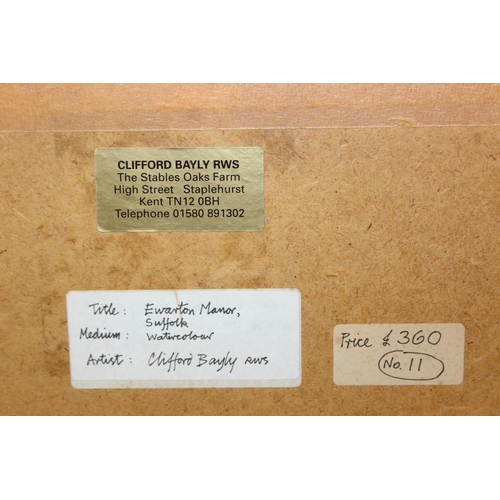 CLIFFORD BAYLY RWS
The Stables Oaks Farm
High Street Staplehurst
Kent TN12 0BH
Telephone 01580 891302
Title: Ewarton Manor,
Suffolk
Medium: Watercolour
Artist: Clifford Bayly RWS
Price £360
No. 11